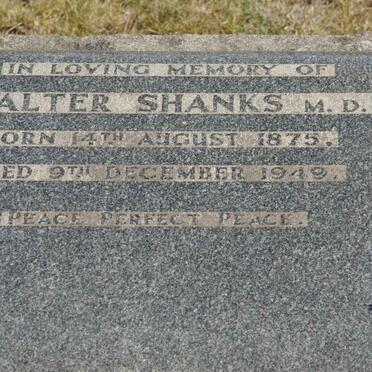 IN LOVING MEMORY OF
ALTER SHANKS M.D.
ORN 14TH AUGUST 1875.
ED 9TH DECEMBER 1949.
PEACE PERFECT PEACE.